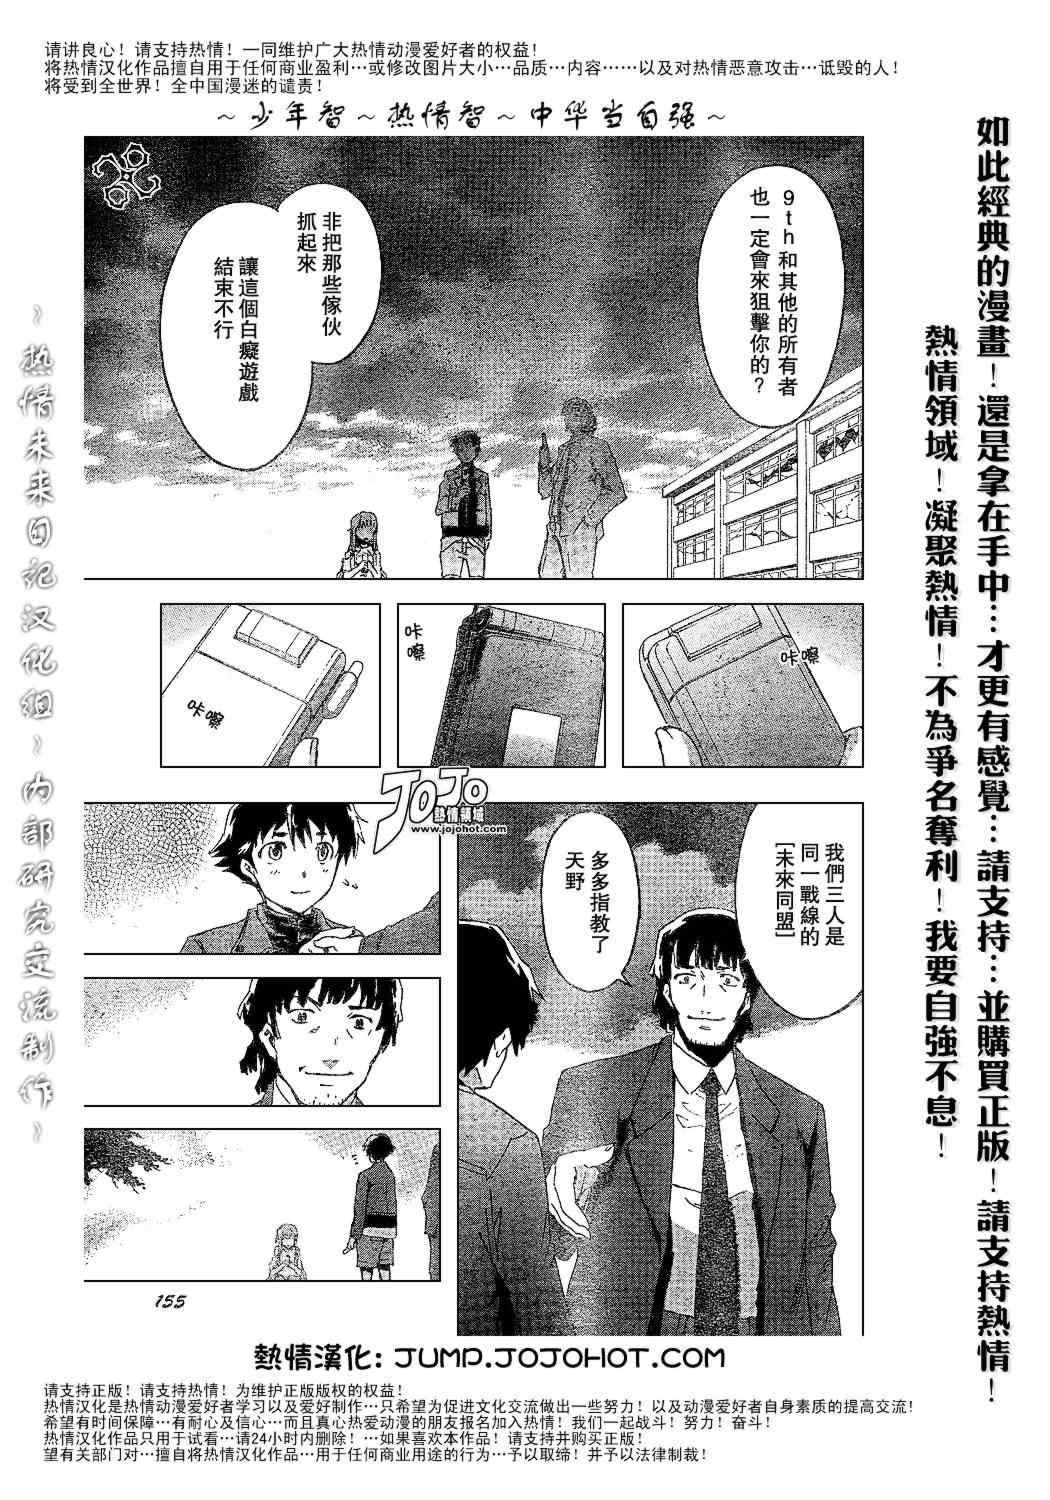 请讲良心！请支持热情！一同维护广大热情动漫爱好者的权益！
将热情汉化作品擅自用于任何商业盈利…或修改图片大小…品质…内容……以及对热情恶意攻击…诋毁的人！
将受到全世界！全中国漫迷的谴责！
～少年智～热情智～中华当自强～
如此經典的漫畫！還是拿在手中…才更有感覺…請支持…並購買正版！請支持熱情！
熱情領域！凝聚熱情！不為爭名奪利！我要自強不息！
～热情未来日记汉化组～内部研究交流制作～
9th和其他的所有者
也一定會來狙擊你的？
非把那些傢伙
抓起來
讓這個白癡遊戲
結束不行
咔嚓
咔嚓
咔嚓
JOJO
熱情領域
www.jojohot.com
我們三人是
同一戰線的
［未來同盟］
多多指教了
天野
155
熱情漢化: JUMP.JOJOHOT.COM
请支持正版！请支持热情！为维护正版版权的权益！
热情汉化是热情动漫爱好者学习以及爱好制作…只希望为促进文化交流做出一些努力！以及动漫爱好者自身素质的提高交流！
希望有时间保障…有耐心及信心…而且真心热爱动漫的朋友报名加入热情！我们一起战斗！努力！奋斗！
热情汉化作品只用于试看…请24小时内删除！…如果喜欢本作品！请支持并购买正版！
望有关部门对…擅自将热情汉化作品…用于任何商业用途的行为…予以取缔！并予以法律制裁！